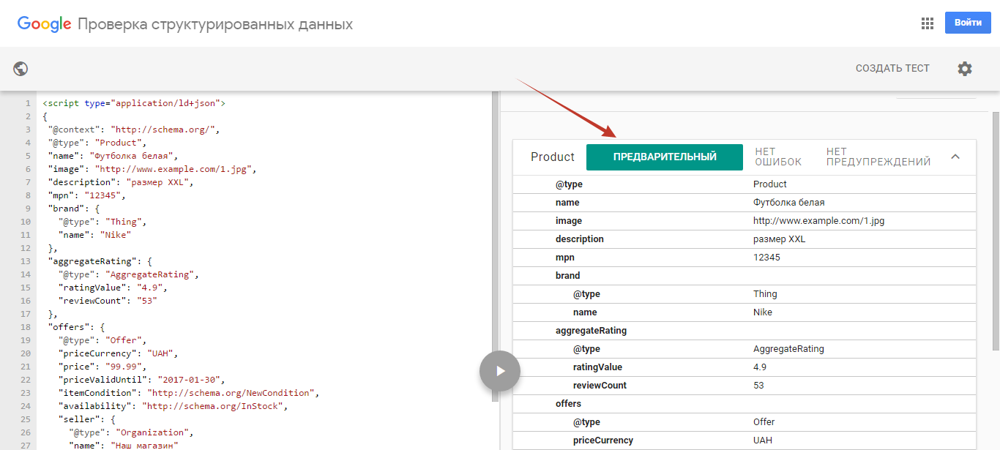 Google Проверка структурированных данных
Войти
СОЗДАТЬ ТЕСТ
1 <script type="application/ld+json">
2 {
3 "@context": "http://schema.org/",
4 "@type": "Product",
5 "name": "Футболка белая",
6 "image": "http://www.example.com/1.jpg",
7 "description": "размер XXL",
8 "mpn": "12345",
9 "brand": {
10 "@type": "Thing",
11 "name": "Nike"
12 },
13 "aggregateRating": {
14 "@type": "AggregateRating",
15 "ratingValue": "4.9",
16 "reviewCount": "53"
17 },
18 "offers": {
19 "@type": "Offer",
20 "priceCurrency": "UAH",
21 "price": "99.99",
22 "priceValidUntil": "2017-01-30",
23 "itemCondition": "http://schema.org/NewCondition",
24 "availability": "http://schema.org/InStock",
25 "seller": {
26 "@type": "Organization",
27 "name": "Наш магазин"
Product ПРЕДВАРИТЕЛЬНЫЙ
НЕТ
ОШИБОК
НЕТ
ПРЕДУПРЕЖДЕНИЙ
@type Product
name Футболка белая
image http://www.example.com/1.jpg
description размер XXL
mpn 12345
brand
@type Thing
name Nike
aggregateRating
@type AggregateRating
ratingValue 4.9
reviewCount 53
offers
@type Offer
priceCurrency UAH